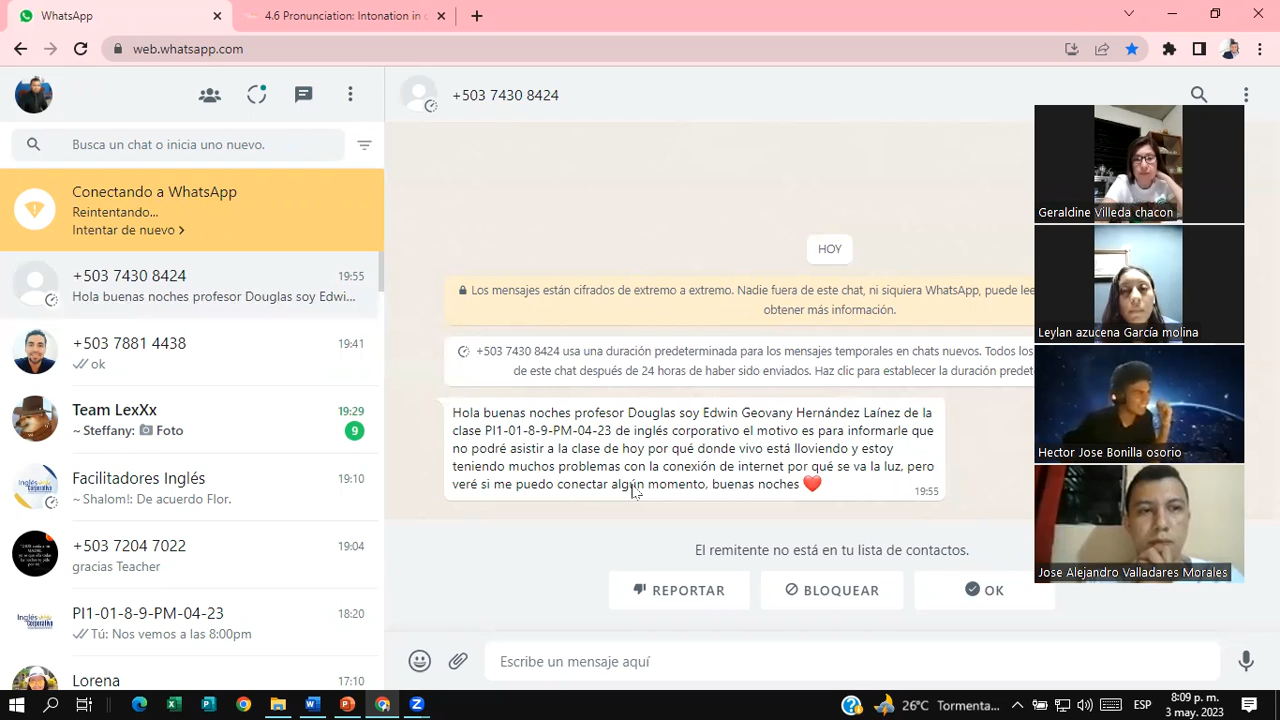 WhatsApp
4.6 Pronunciation: Intonation in
web.whatsapp.com
+503 7430 8424
Busca un chat o inicia uno nuevo.
Conectando a WhatsApp
Reintentando...
Intentar de nuevo
+503 7430 8424 19:55
Hola buenas noches profesor Douglas soy Edwi...
+503 7881 4438 19:41
ok
Team LexXx 19:29
~ Steffany: Foto 9
Facilitadores Inglés 19:10
~ Shalom!: De acuerdo Flor.
+503 7204 7022 19:04
gracias Teacher
PI1-01-8-9-PM-04-23 18:20
Tú: Nos vemos a las 8:00pm
Lorena 17:10
HOY
Los mensajes están cifrados de extremo a extremo. Nadie fuera de este chat, ni siquiera WhatsApp, puede lee
obtener más información.
+503 7430 8424 usa una duración predeterminada para los mensajes temporales en chats nuevos. Todos los
de este chat después de 24 horas de haber sido enviados. Haz clic para establecer la duración prede
Hola buenas noches profesor Douglas soy Edwin Geovany Hernández Laínez de la
clase PI1-01-8-9-PM-04-23 de inglés corporativo el motivo es para informarle que
no podré asistir a la clase de hoy por qué donde vivo está lloviendo y estoy
teniendo muchos problemas con la conexión de internet por qué se va la luz, pero
veré si me puedo conectar algún momento, buenas noches ❤️
19:55
El remitente no está en tu lista de contactos.
REPORTAR BLOQUEAR OK
Escribe un mensaje aquí
Geraldine Villeda chacon
Leylan azucena García molina
Hector Jose Bonilla osorio
Jose Alejandro Valladares Morales
26°C Tormenta... ESP
8:09 p. m.
3 may. 2023